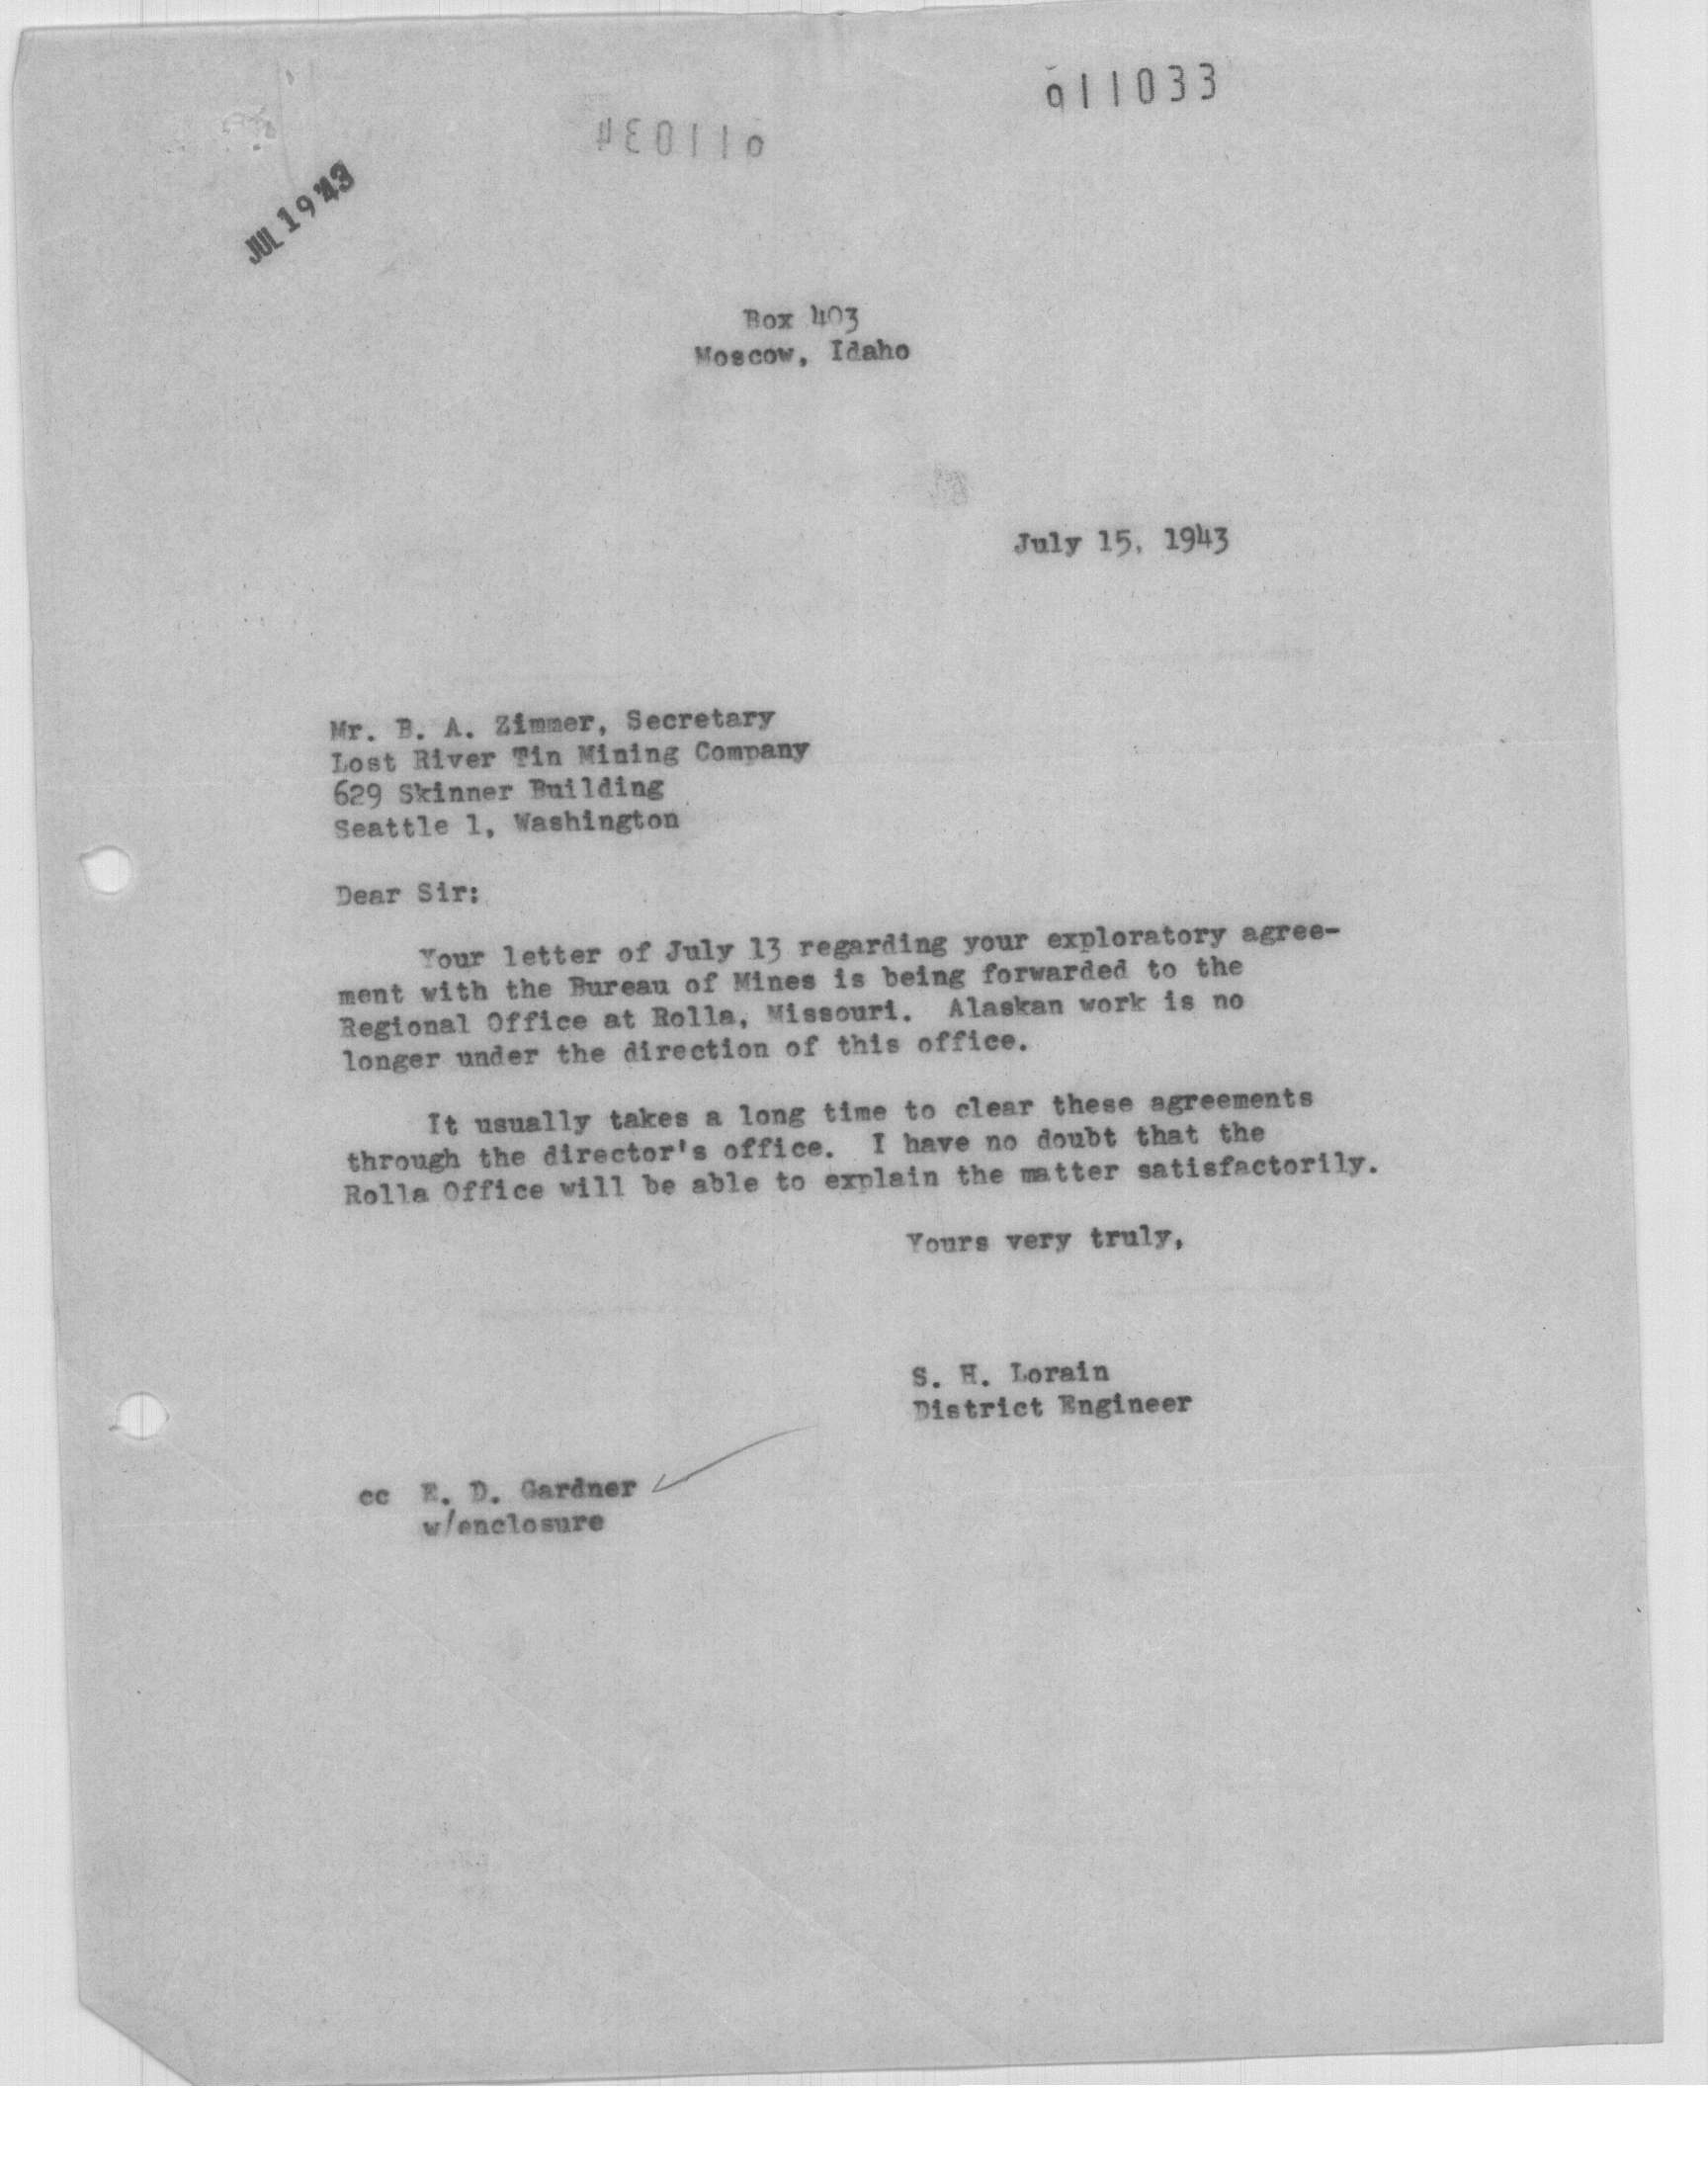 011033
011034
JUL 19 '43
Box 403
Moscow, Idaho
July 15, 1943
Mr. B. A. Zimmer, Secretary
Lost River Tin Mining Company
629 Skinner Building
Seattle 1, Washington
Dear Sir:
Your letter of July 13 regarding your exploratory agree-
ment with the Bureau of Mines is being forwarded to the
Regional Office at Rolla, Missouri. Alaskan work is no
longer under the direction of this office.
It usually takes a long time to clear these agreements
through the director's office. I have no doubt that the
Rolla Office will be able to explain the matter satisfactorily.
Yours very truly,
S. H. Lorain
District Engineer
cc E. D. Gardner
w/enclosure